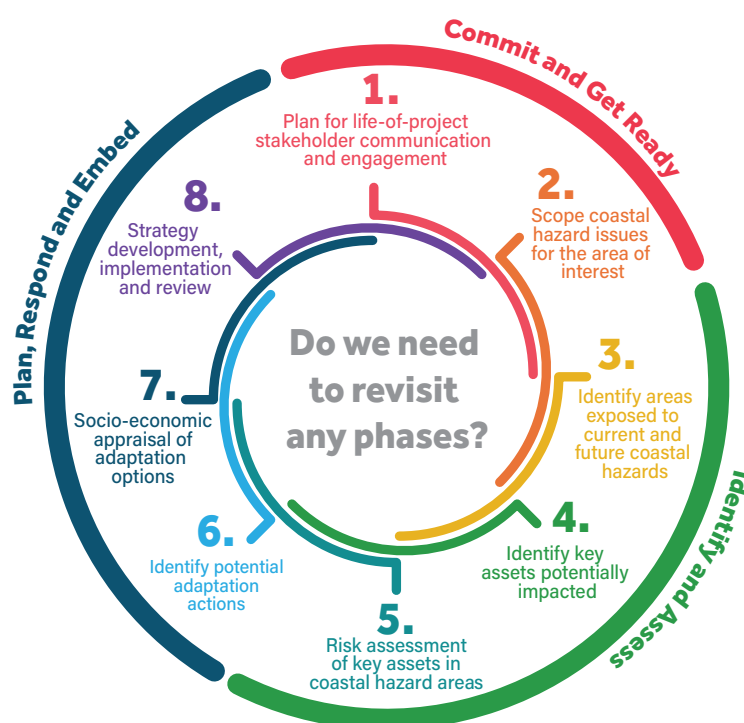 Commit and Get Ready
1.
Plan for life-of-project
stakeholder communication
and engagement
2.
Scope coastal
hazard issues
for the area of
interest
Identify and Assess
3.
Identify areas
exposed to
current and
future coastal
hazards
4.
Identify key
assets potentially
impacted
5.
Risk assessment
of key assets in
coastal hazard areas
Plan, Respond and Embed
6.
Identify potential
adaptation
actions
7.
Socio-economic
appraisal of
adaptation
options
8.
Strategy
development,
implementation
and review
Do we need
to revisit
any phases?